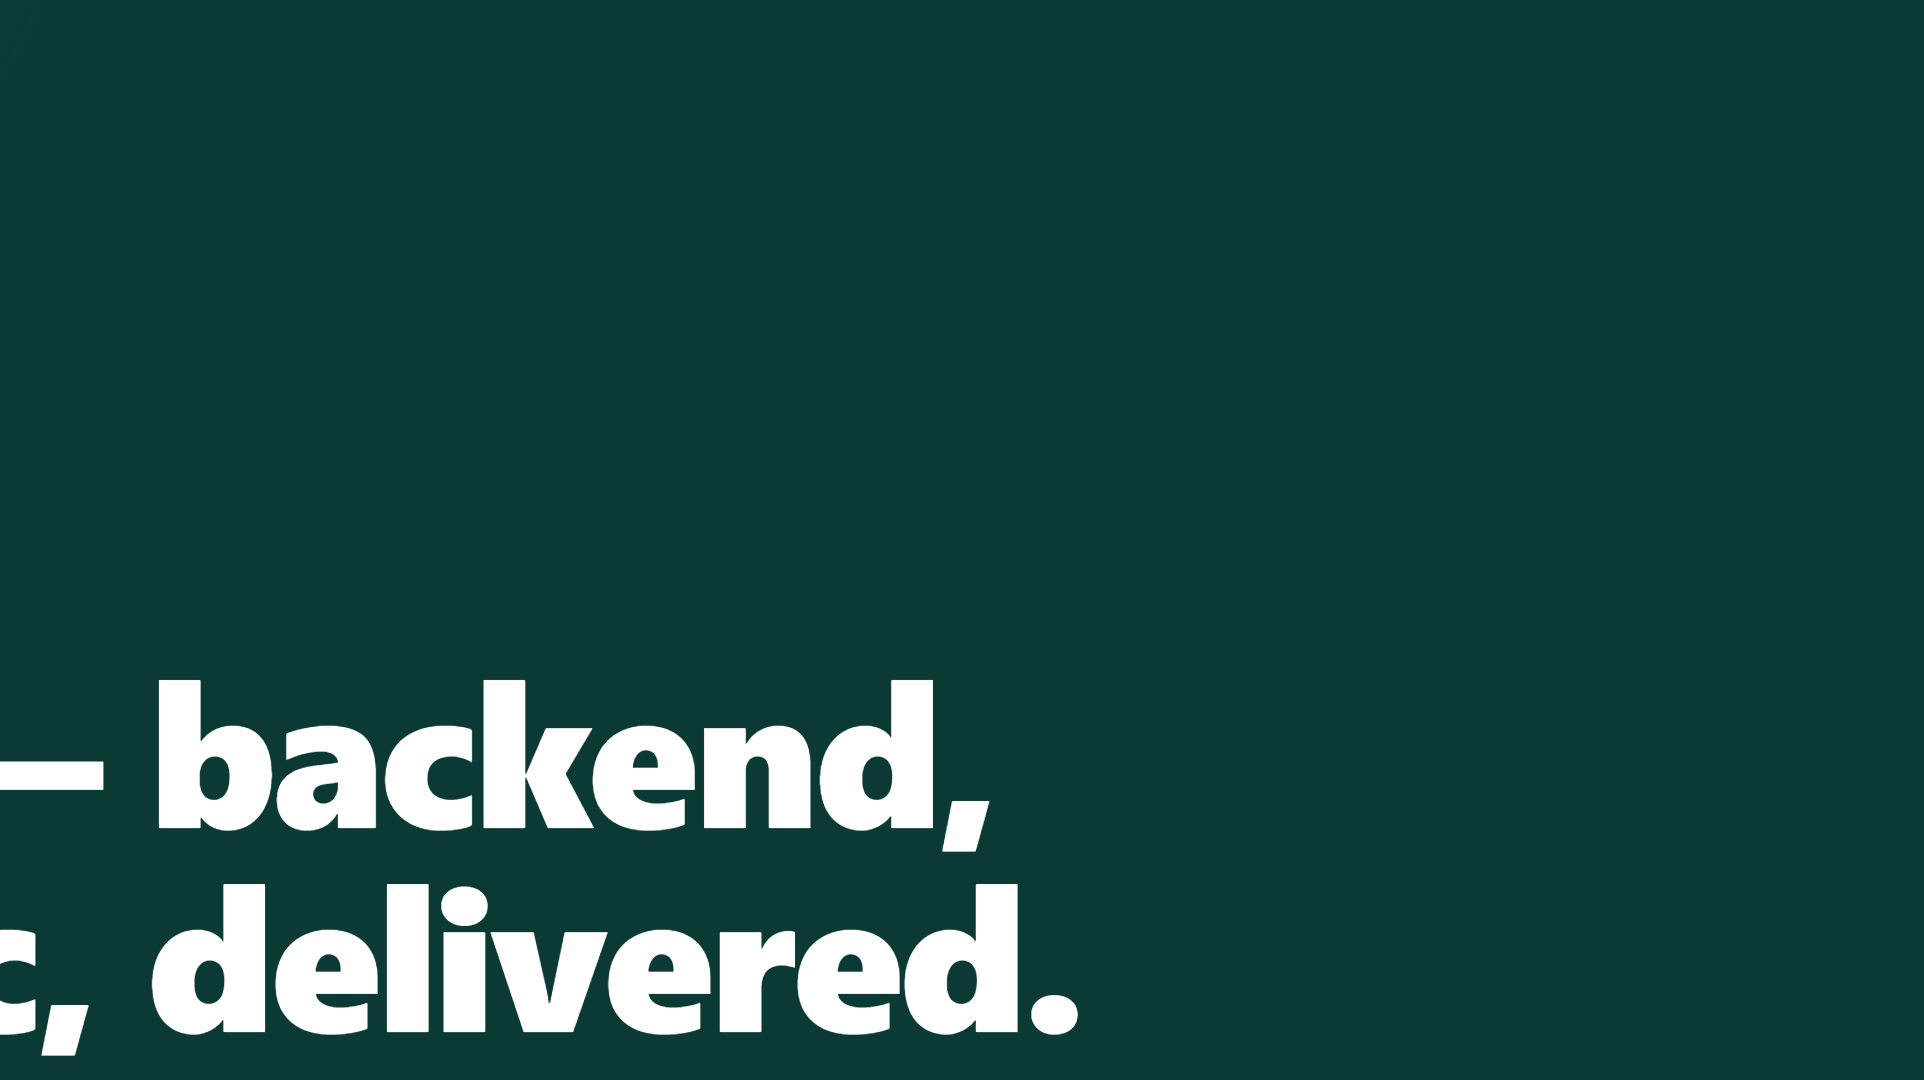 — backend,
c, delivered.